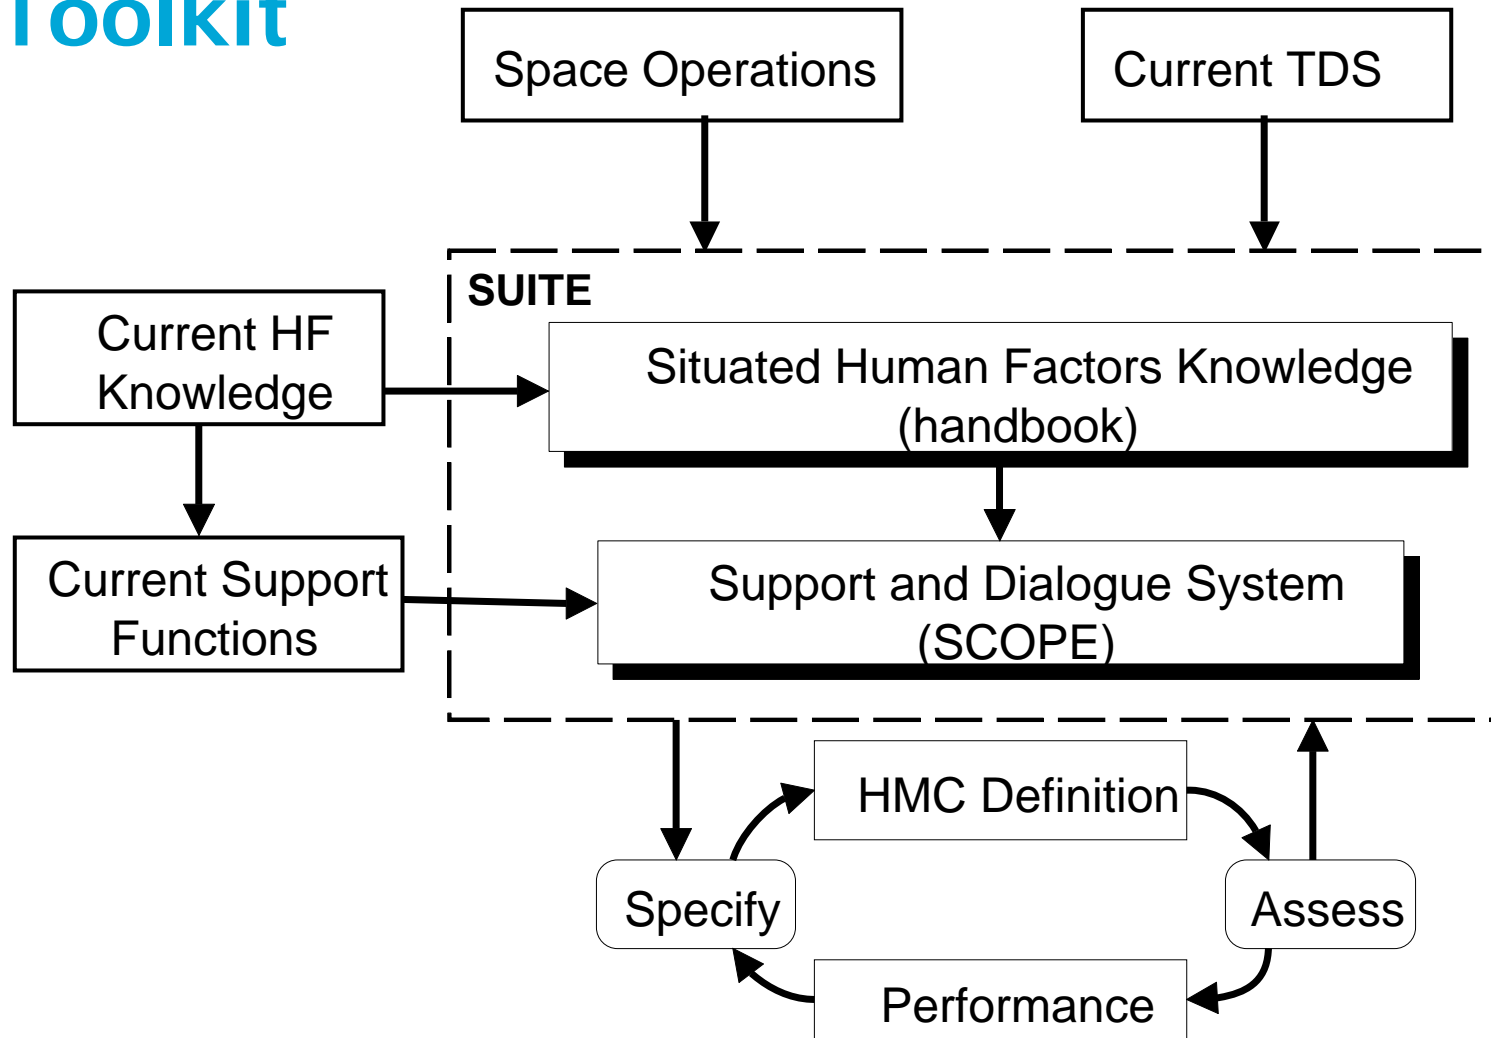 Toolkit
Space Operations
Current TDS
SUITE
Current HF
Knowledge
Situated Human Factors Knowledge
(handbook)
Current Support
Functions
Support and Dialogue System
(SCOPE)
HMC Definition
Specify
Assess
Performance